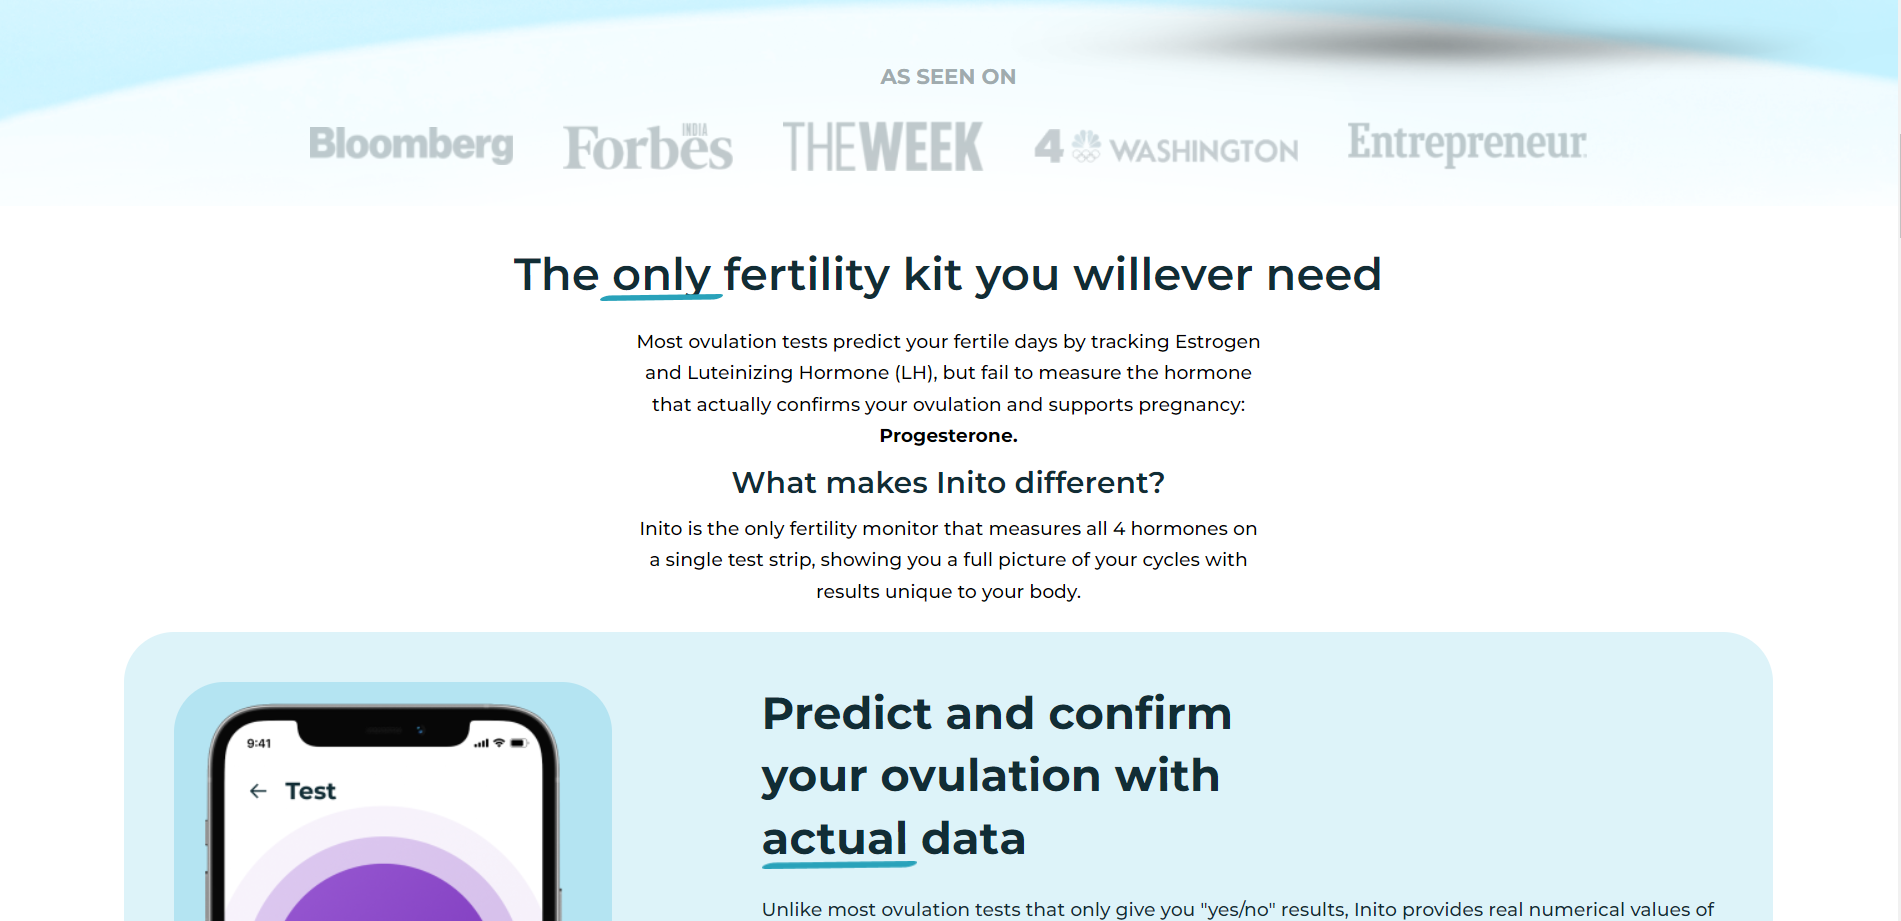 AS SEEN ON
Bloomberg
Forbes INDIA
THE WEEK
4 WASHINGTON
Entrepreneur
The only fertility kit you willever need
Most ovulation tests predict your fertile days by tracking Estrogen
and Luteinizing Hormone (LH), but fail to measure the hormone
that actually confirms your ovulation and supports pregnancy:
Progesterone.
What makes Inito different?
Inito is the only fertility monitor that measures all 4 hormones on
a single test strip, showing you a full picture of your cycles with
results unique to your body.
9:41
← Test
Predict and confirm
your ovulation with
actual data
Unlike most ovulation tests that only give you "yes/no" results, Inito provides real numerical values of